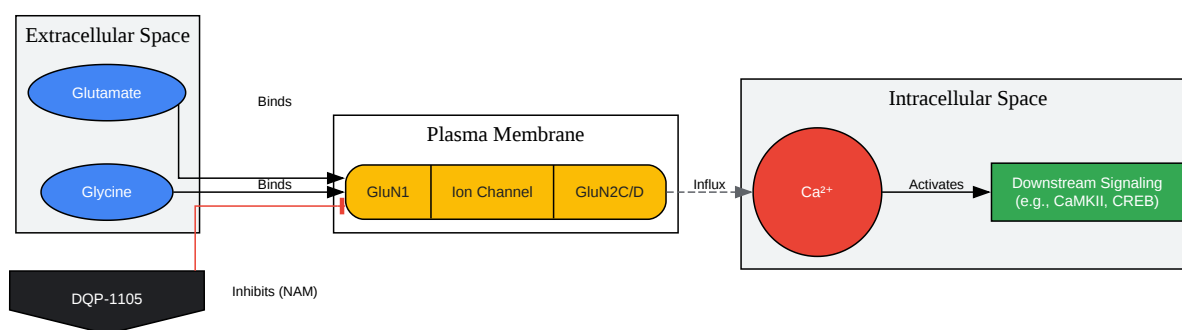 Extracellular Space
Glutamate
Glycine
Binds
Binds
Plasma Membrane
GluN1
Ion Channel
GluN2C/D
Influx
Intracellular Space
Ca²⁺
Activates
Downstream Signaling
(e.g., CaMKII, CREB)
DQP-1105
Inhibits (NAM)